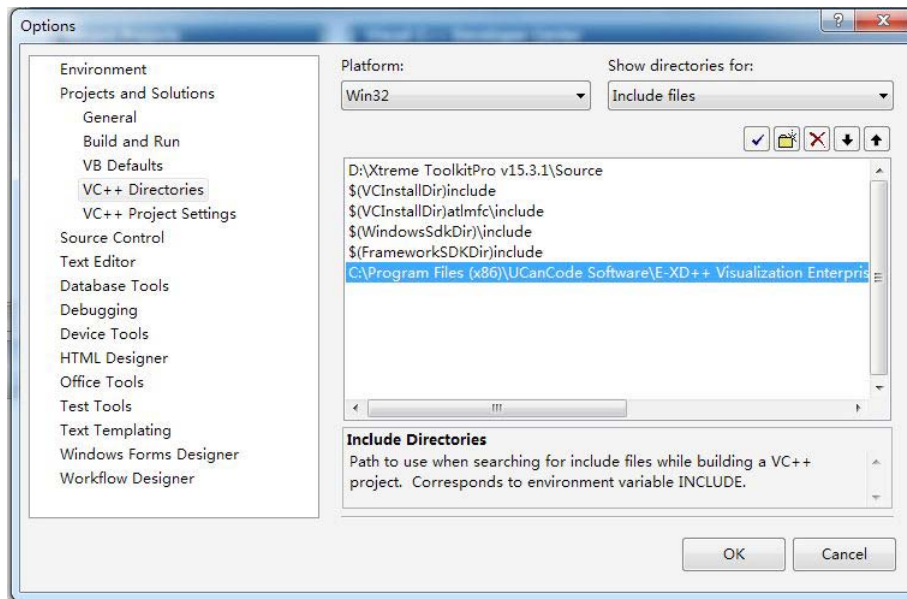 Options
Environment
Projects and Solutions
General
Build and Run
VB Defaults
VC++ Directories
VC++ Project Settings
Source Control
Text Editor
Database Tools
Debugging
Device Tools
HTML Designer
Office Tools
Test Tools
Text Templating
Windows Forms Designer
Workflow Designer
Platform:
Win32
Show directories for:
Include files
D:\Xtreme ToolkitPro v15.3.1\Source
$(VCInstallDir)include
$(VCInstallDir)atlmfc\include
$(WindowsSdkDir)\include
$(FrameworkSDKDir)include
C:\Program Files (x86)\UCanCode Software\E-XD++ Visualization Enterpris
Include Directories
Path to use when searching for include files while building a VC++
project. Corresponds to environment variable INCLUDE.
OK
Cancel